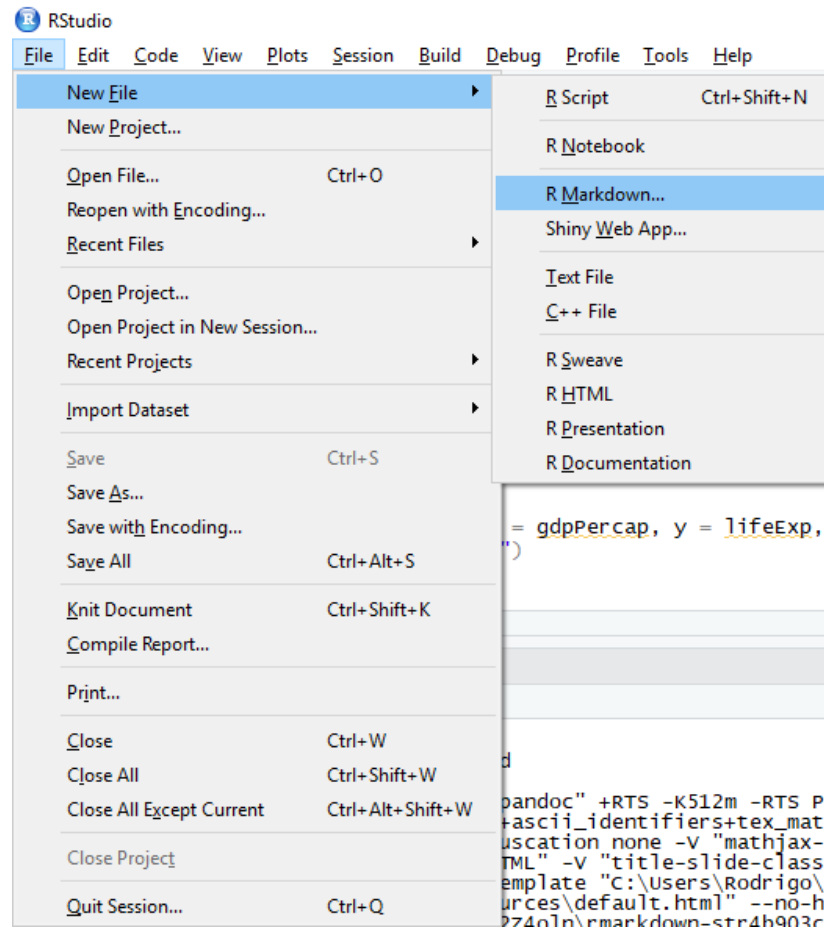 RStudio
File Edit Code View Plots Session Build Debug Profile Tools Help
New File
New Project...
Open File... Ctrl+O
Reopen with Encoding...
Recent Files
Open Project...
Open Project in New Session...
Recent Projects
Import Dataset
Save Ctrl+S
Save As...
Save with Encoding...
Save All Ctrl+Alt+S
Knit Document Ctrl+Shift+K
Compile Report...
Print...
Close Ctrl+W
Close All Ctrl+Shift+W
Close All Except Current Ctrl+Alt+Shift+W
Close Project
Quit Session... Ctrl+Q
R Script Ctrl+Shift+N
R Notebook
R Markdown...
Shiny Web App...
Text File
C++ File
R Sweave
R HTML
R Presentation
R Documentation
= gdpPercap, y = lifeExp,
")
d
pandoc" +RTS -K512m -RTS P
+ascii_identifiers+tex_mat
uscation none -V "mathjax-
TML" -V "title-slide-class
emplate "C:\Users\Rodrigo\
urces\default.html" --no-h
2z4oln\rmarkdown-str4b903c